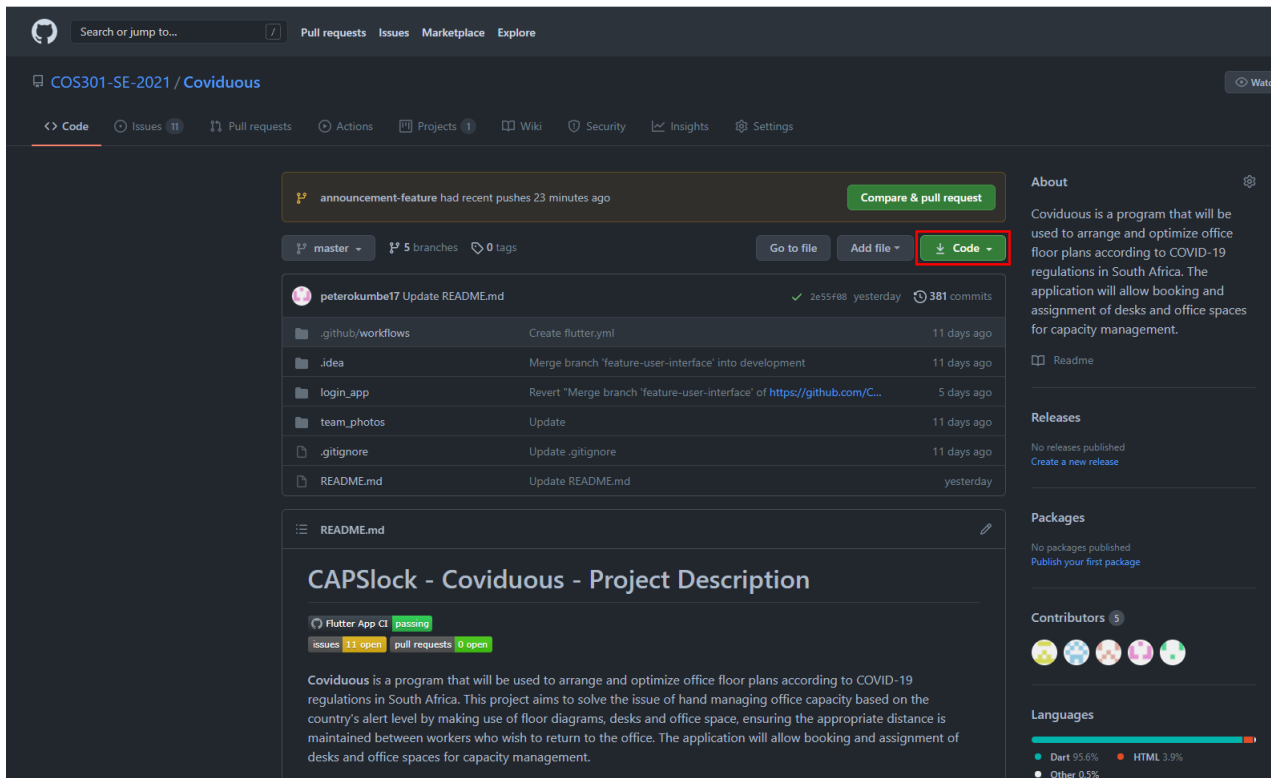 Search or jump to... /
Pull requests Issues Marketplace Explore
COS301-SE-2021 / Coviduous
<> Code Issues 11 Pull requests Actions Projects 1 Wiki Security Insights Settings
announcement-feature had recent pushes 23 minutes ago Compare & pull request
master 5 branches 0 tags Go to file Add file Code
peterokumbe17 Update README.md 2e55f08 yesterday 381 commits
.github/workflows Create flutter.yml 11 days ago
.idea Merge branch 'feature-user-interface' into development 11 days ago
login_app Revert "Merge branch 'feature-user-interface' of https://github.com/C... 5 days ago
team_photos Update 11 days ago
.gitignore Update .gitignore 11 days ago
README.md Update README.md yesterday
README.md
CAPSlock - Coviduous - Project Description
Flutter App CI passing
issues 11 open pull requests 0 open
Coviduous is a program that will be used to arrange and optimize office floor plans according to COVID-19
regulations in South Africa. This project aims to solve the issue of hand managing office capacity based on the
country's alert level by making use of floor diagrams, desks and office space, ensuring the appropriate distance is
maintained between workers who wish to return to the office. The application will allow booking and assignment of
desks and office spaces for capacity management.
About
Coviduous is a program that will be
used to arrange and optimize office
floor plans according to COVID-19
regulations in South Africa. The
application will allow booking and
assignment of desks and office spaces
for capacity management.
Readme
Releases
No releases published
Create a new release
Packages
No packages published
Publish your first package
Contributors 5
Languages
Dart 95.6% HTML 3.9%
Other 0.5%